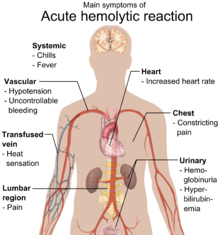 Main symptoms of
Acute hemolytic reaction
Systemic
- Chills
- Fever
Vascular
- Hypotension
- Uncontrollable
bleeding
Transfused
vein
- Heat
sensation
Lumbar
region
- Pain
Heart
- Increased heart rate
Chest
- Constricting
pain
Urinary
- Hemo-
globinuria
- Hyper-
bilirubin-
emia